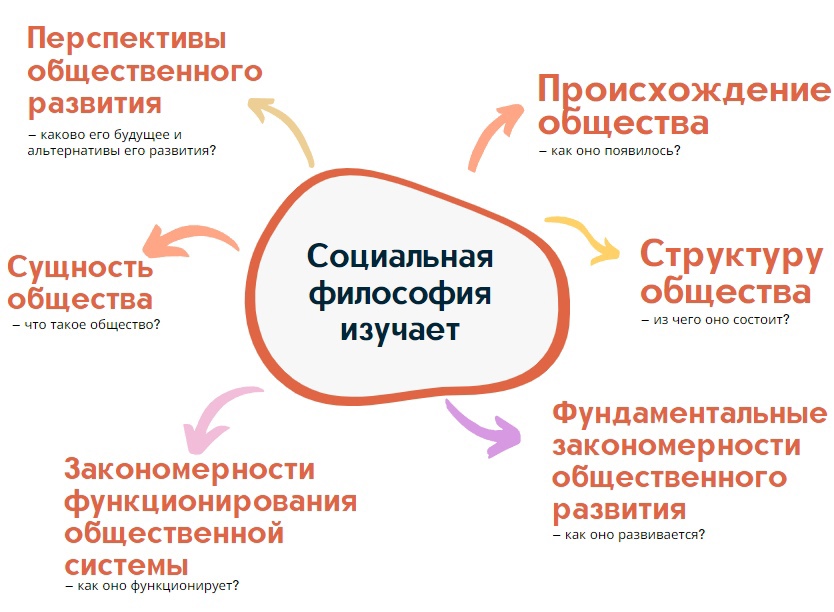 Перспективы
общественного
развития
– каково его будущее и
альтернативы его развития?
Происхождение
общества
– как оно появилось?
Социальная
философия
изучает
Сущность
общества
– что такое общество?
Структуру
общества
– из чего оно состоит?
Закономерности
функционирования
общественной
системы
– как оно функционирует?
Фундаментальные
закономерности
общественного
развития
– как оно развивается?